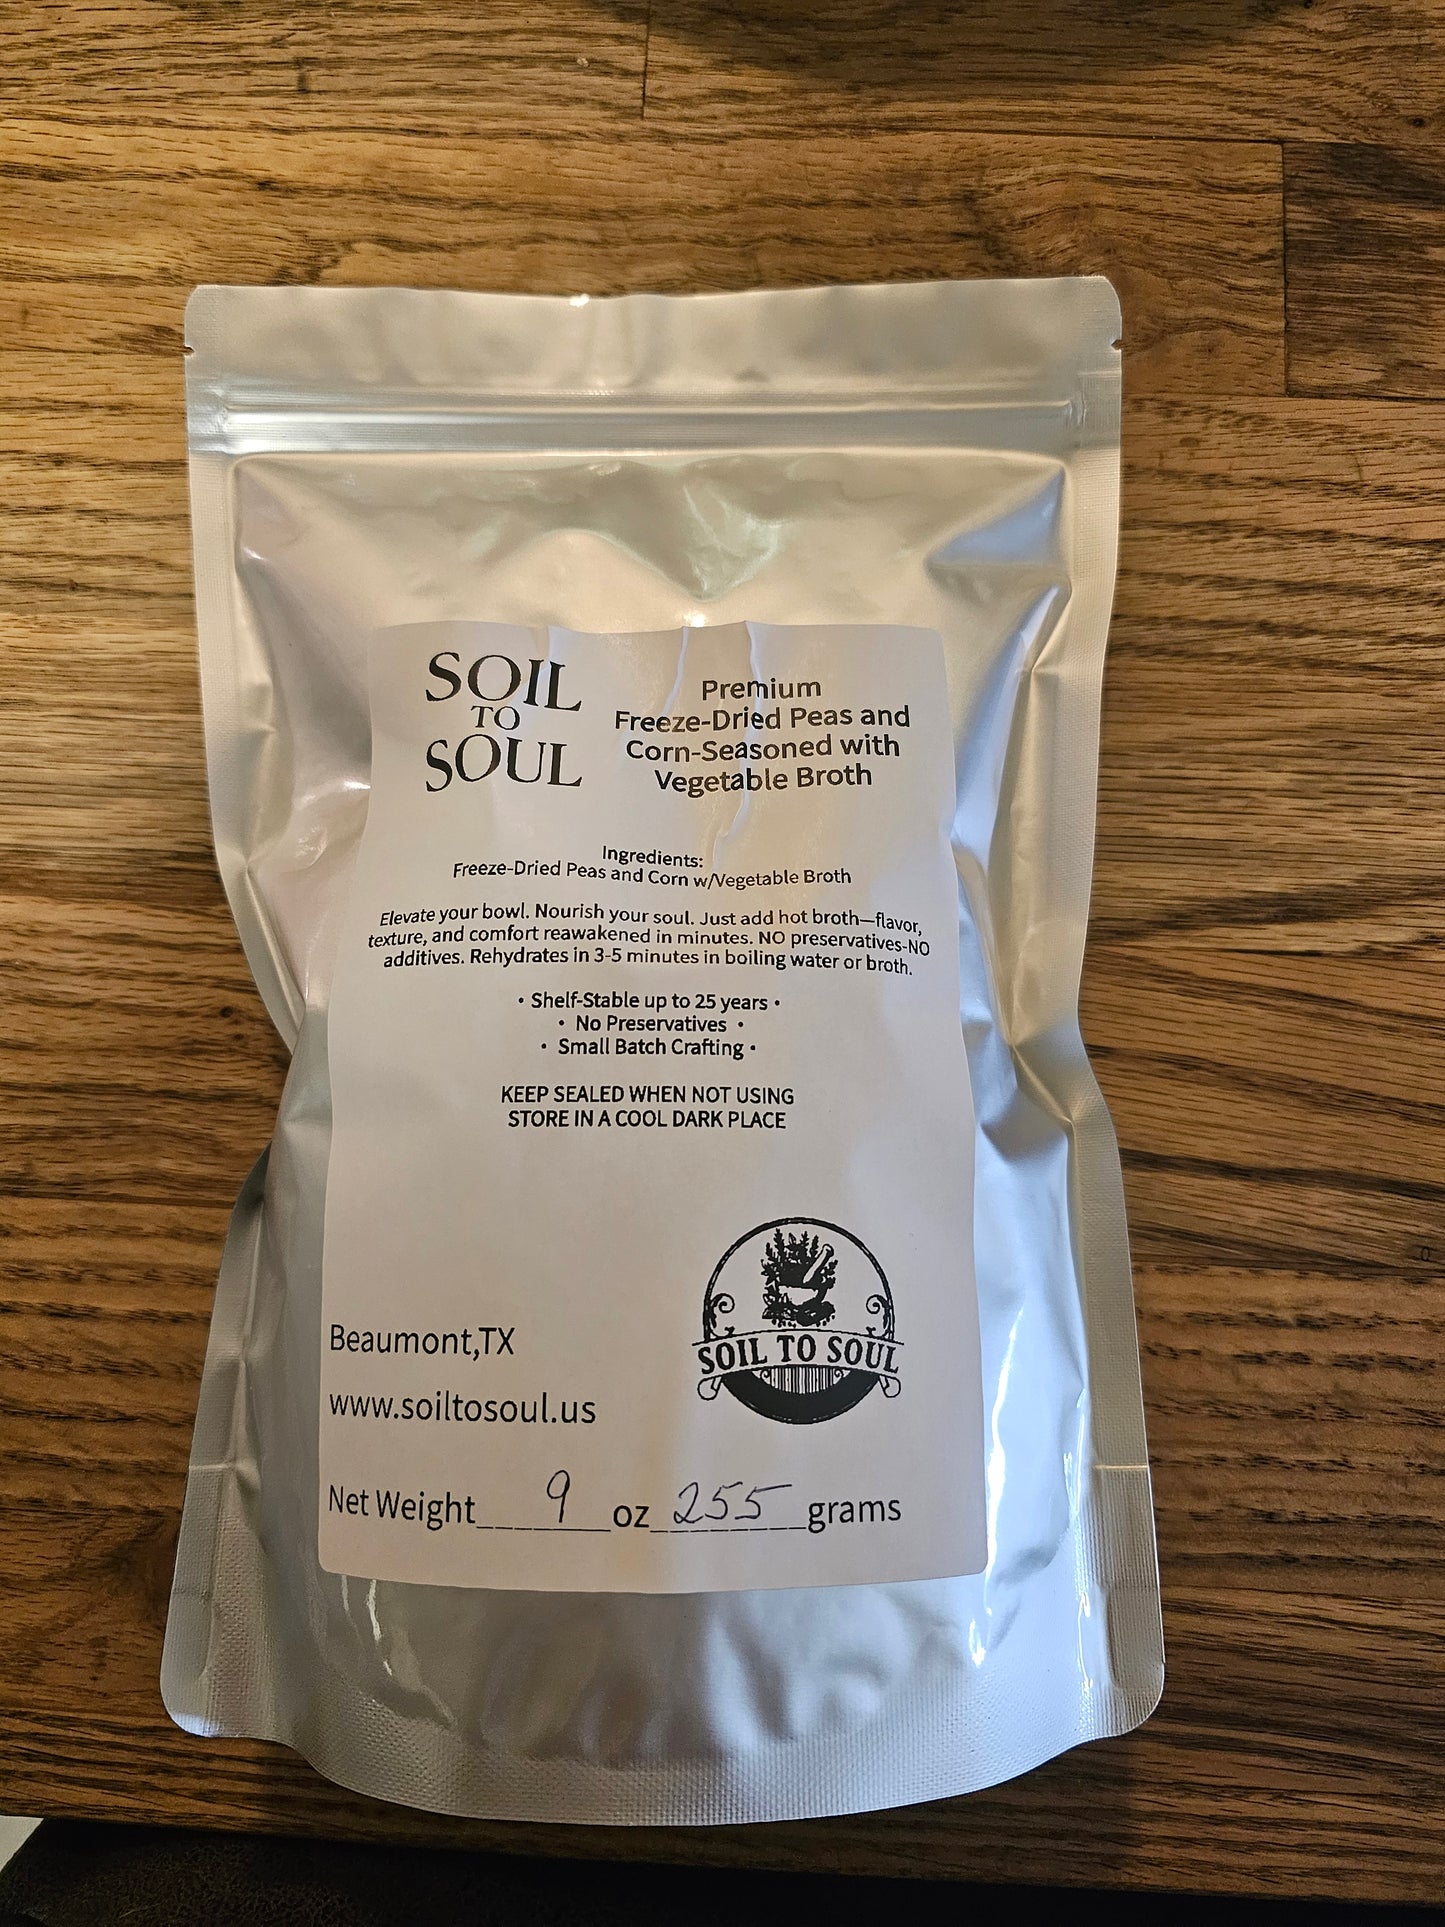 SOIL
TO
SOUL
Premium
Freeze-Dried Peas and
Corn-Seasoned with
Vegetable Broth
Ingredients:
Freeze-Dried Peas and Corn w/Vegetable Broth
Elevate your bowl. Nourish your soul. Just add hot broth—flavor,
texture, and comfort reawakened in minutes. NO preservatives-NO
additives. Rehydrates in 3-5 minutes in boiling water or broth.
• Shelf-Stable up to 25 years •
• No Preservatives •
• Small Batch Crafting •
KEEP SEALED WHEN NOT USING
STORE IN A COOL DARK PLACE
SOIL TO SOUL
Beaumont,TX
www.soiltosoul.us
Net Weight 9 oz 255 grams